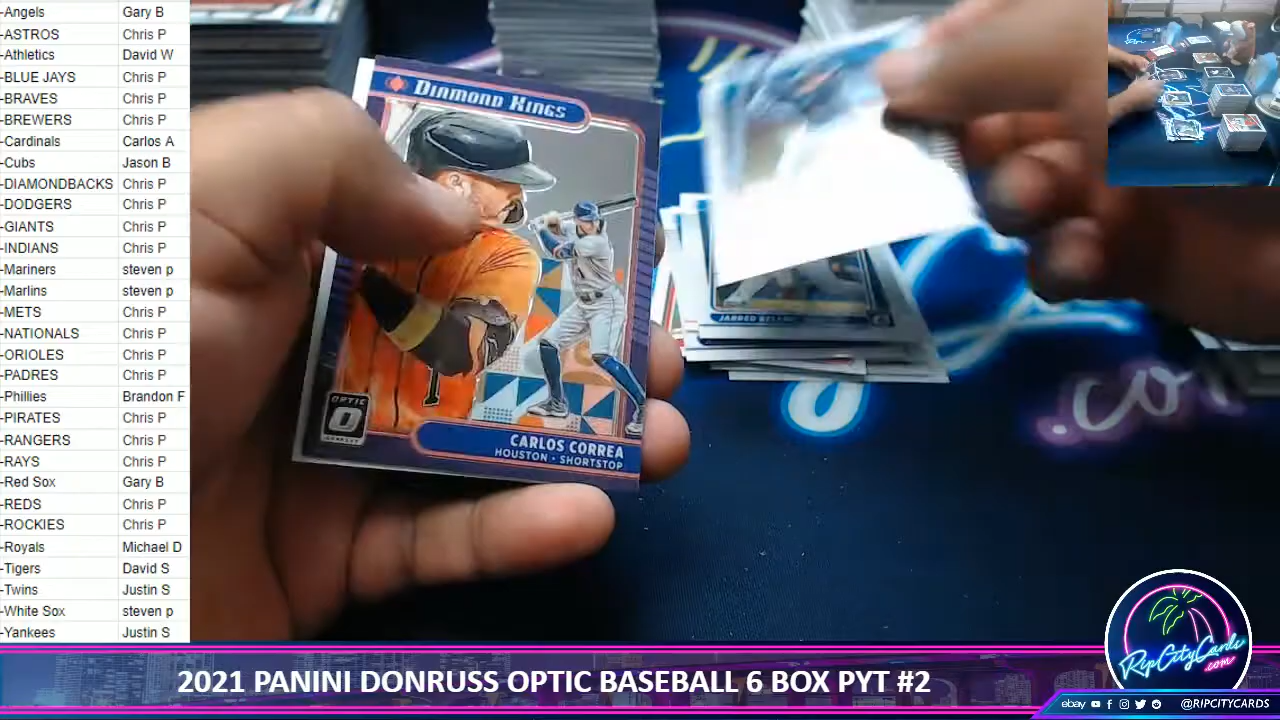 -Angels Gary B
-ASTROS Chris P
-Athletics David W
-BLUE JAYS Chris P
-BRAVES Chris P
-BREWERS Chris P
-Cardinals Carlos A
-Cubs Jason B
-DIAMONDBACKS Chris P
-DODGERS Chris P
-GIANTS Chris P
-INDIANS Chris P
-Mariners steven p
-Marlins steven p
-METS Chris P
-NATIONALS Chris P
-ORIOLES Chris P
-PADRES Chris P
-Phillies Brandon F
-PIRATES Chris P
-RANGERS Chris P
-RAYS Chris P
-Red Sox Gary B
-REDS Chris P
-ROCKIES Chris P
-Royals Michael D
-Tigers David S
-Twins Justin S
-White Sox steven p
-Yankees Justin S
DIAMOND KINGS
1
OPTIC
CARLOS CORREA
HOUSTON • SHORTSTOP
JARRED
.co
RipCityCards
.com
2021 PANINI DONRUSS OPTIC BASEBALL 6 BOX PYT #2
ebay
@RIPCITYCARDS